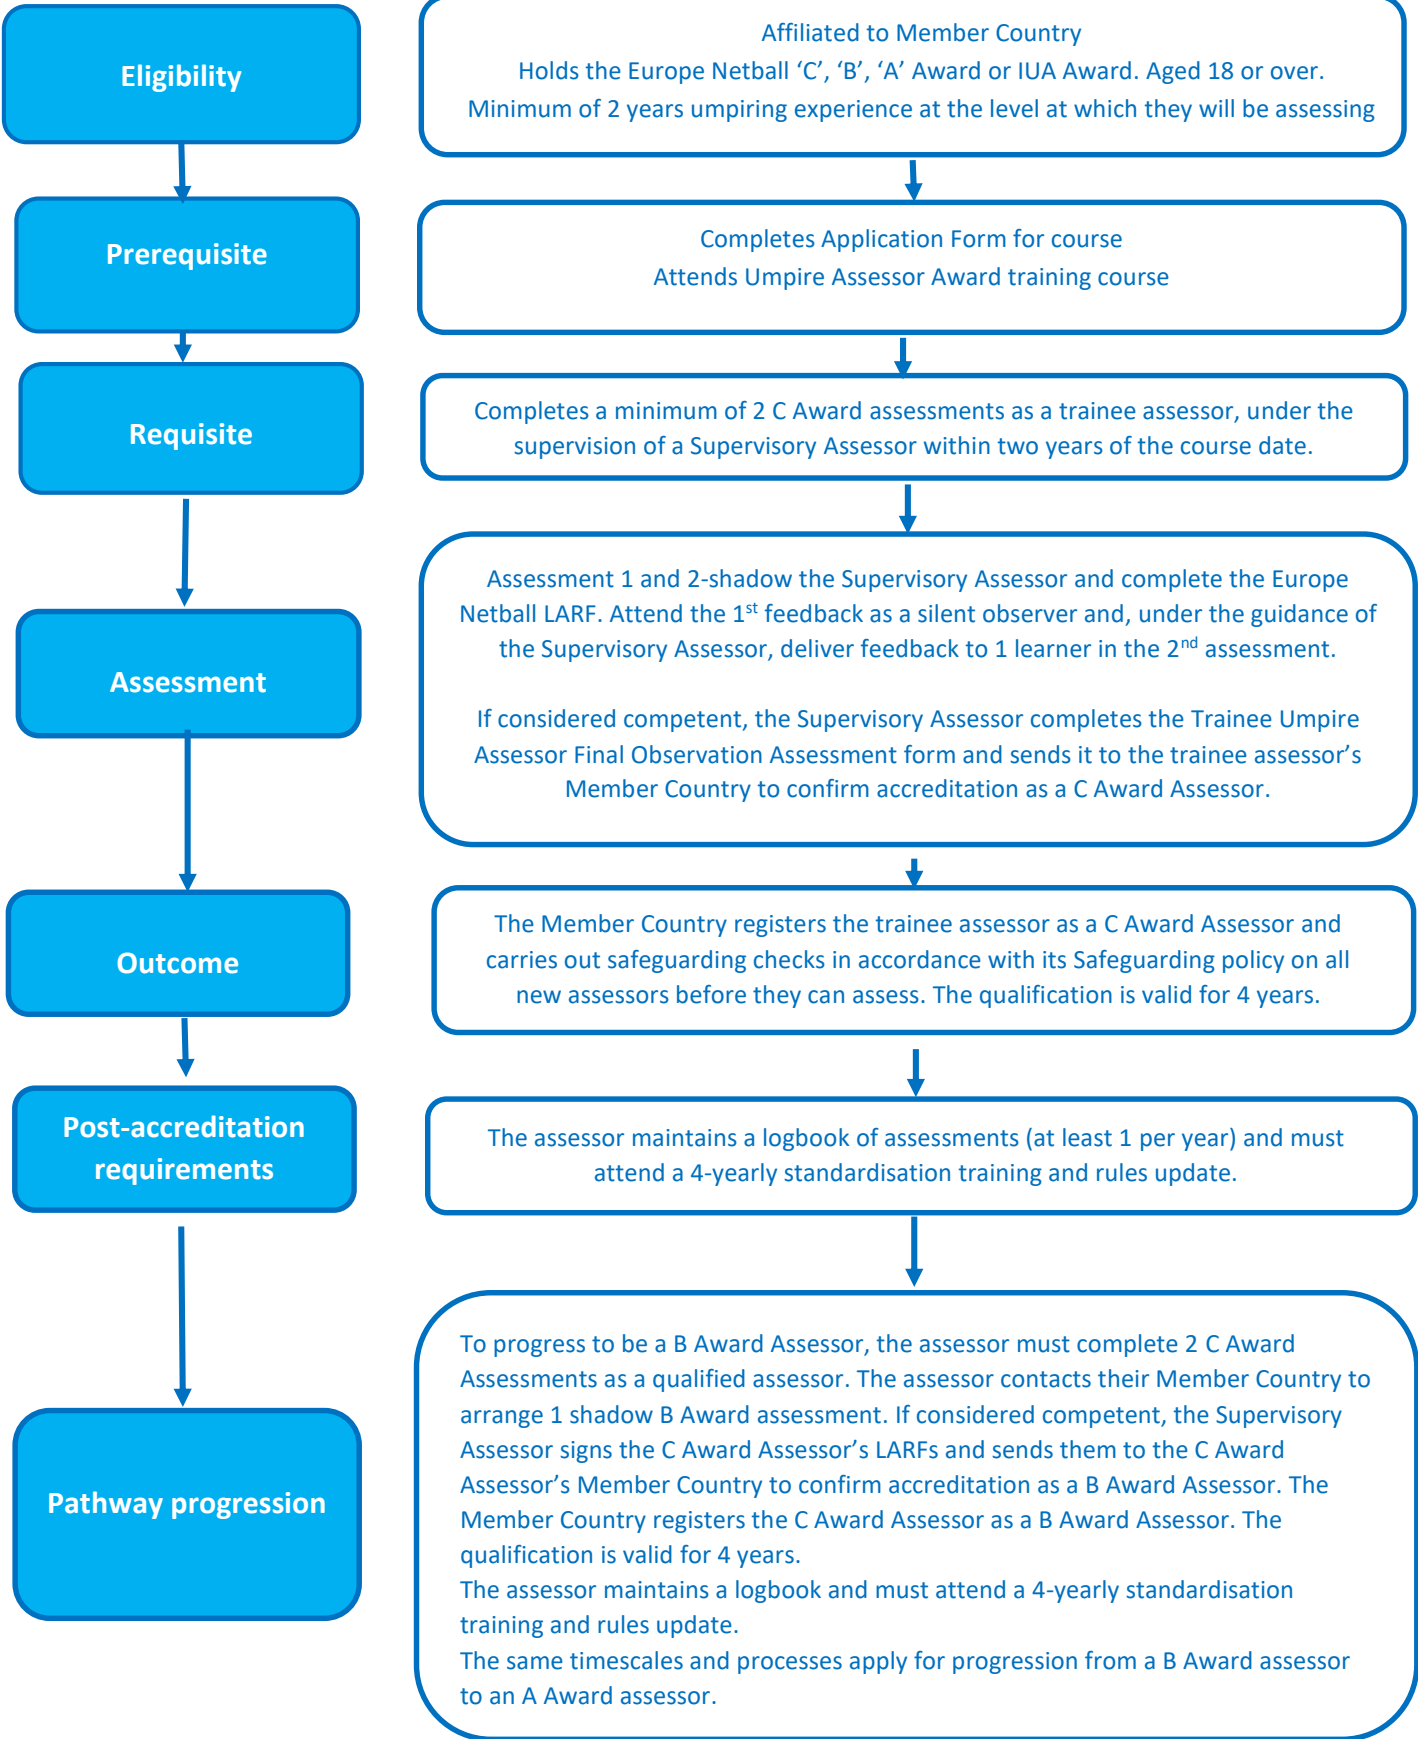 Eligibility
Affiliated to Member Country
Holds the Europe Netball ‘C’, ‘B’, ‘A’ Award or IUA Award. Aged 18 or over.
Minimum of 2 years umpiring experience at the level at which they will be assessing
Prerequisite
Completes Application Form for course
Attends Umpire Assessor Award training course
Requisite
Completes a minimum of 2 C Award assessments as a trainee assessor, under the
supervision of a Supervisory Assessor within two years of the course date.
Assessment
Assessment 1 and 2-shadow the Supervisory Assessor and complete the Europe
Netball LARF. Attend the 1st feedback as a silent observer and, under the guidance of
the Supervisory Assessor, deliver feedback to 1 learner in the 2nd assessment.
If considered competent, the Supervisory Assessor completes the Trainee Umpire
Assessor Final Observation Assessment form and sends it to the trainee assessor’s
Member Country to confirm accreditation as a C Award Assessor.
Outcome
The Member Country registers the trainee assessor as a C Award Assessor and
carries out safeguarding checks in accordance with its Safeguarding policy on all
new assessors before they can assess. The qualification is valid for 4 years.
Post-accreditation
requirements
The assessor maintains a logbook of assessments (at least 1 per year) and must
attend a 4-yearly standardisation training and rules update.
Pathway progression
To progress to be a B Award Assessor, the assessor must complete 2 C Award
Assessments as a qualified assessor. The assessor contacts their Member Country to
arrange 1 shadow B Award assessment. If considered competent, the Supervisory
Assessor signs the C Award Assessor’s LARFs and sends them to the C Award
Assessor’s Member Country to confirm accreditation as a B Award Assessor. The
Member Country registers the C Award Assessor as a B Award Assessor. The
qualification is valid for 4 years.
The assessor maintains a logbook and must attend a 4-yearly standardisation
training and rules update.
The same timescales and processes apply for progression from a B Award assessor
to an A Award assessor.